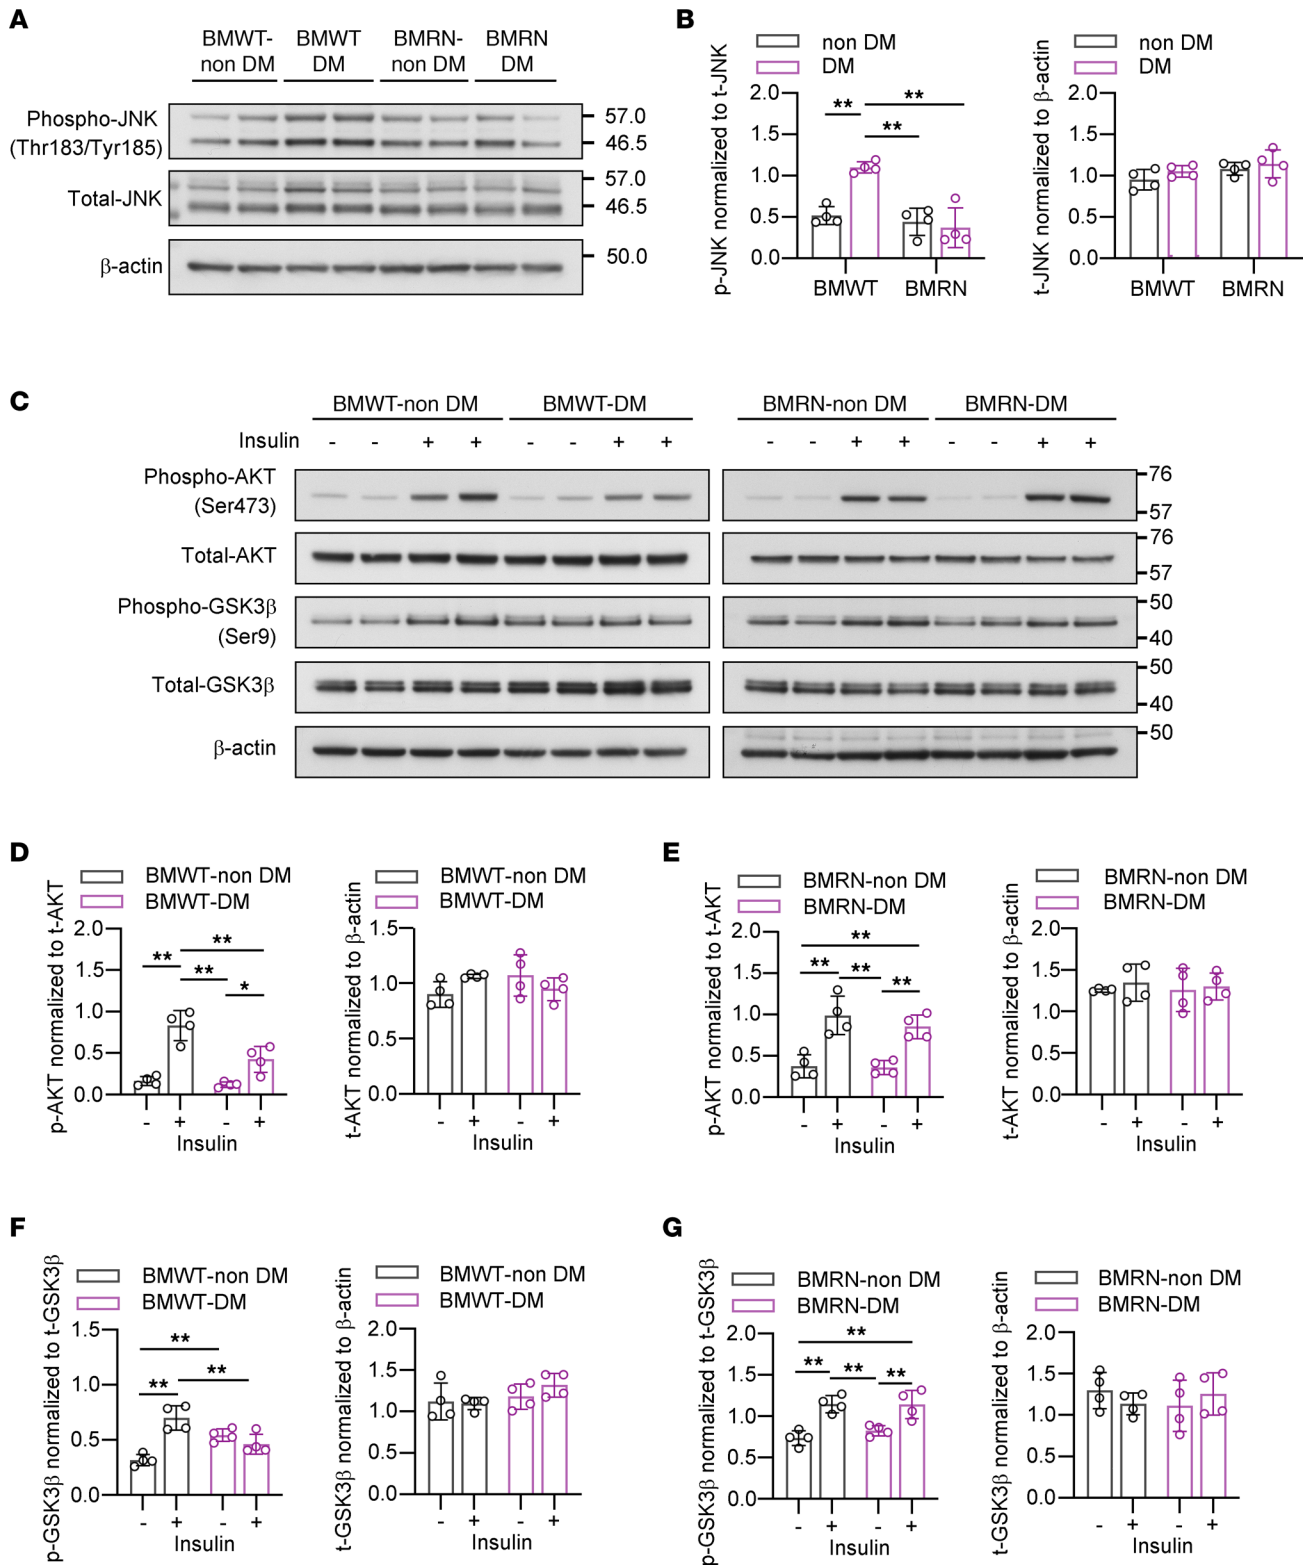 A
BMWT-
non DM
BMWT
DM
BMRN-
non DM
BMRN
DM
Phospho-JNK
(Thr183/Tyr185)
57.0
46.5
Total-JNK
57.0
46.5
β-actin
50.0
B
non DM
DM
p-JNK normalized to t-JNK
2.0
1.5
1.0
0.5
0.0
**
**
**
BMWT
BMRN
non DM
DM
t-JNK normalized to β-actin
2.0
1.5
1.0
0.5
0.0
BMWT
BMRN
C
BMWT-non DM
BMWT-DM
BMRN-non DM
BMRN-DM
Insulin - - + + - - + + - - + + - - + +
Phospho-AKT
(Ser473)
76
57
Total-AKT
76
57
Phospho-GSK3β
(Ser9)
50
40
Total-GSK3β
50
40
β-actin
50
D
BMWT-non DM
BMWT-DM
p-AKT normalized to t-AKT
2.0
1.5
1.0
0.5
0.0
**
**
**
*
- + - +
Insulin
BMWT-non DM
BMWT-DM
t-AKT normalized to β-actin
1.5
1.0
0.5
0.0
- + - +
Insulin
E
BMRN-non DM
BMRN-DM
p-AKT normalized to t-AKT
2.0
1.5
1.0
0.5
0.0
**
**
**
**
- + - +
Insulin
BMRN-non DM
BMRN-DM
t-AKT normalized to β-actin
2.0
1.5
1.0
0.5
0.0
- + - +
Insulin
F
BMWT-non DM
BMWT-DM
p-GSK3β normalized to t-GSK3β
1.5
1.0
0.5
0.0
**
**
**
- + - +
Insulin
BMWT-non DM
BMWT-DM
t-GSK3β normalized to β-actin
2.0
1.5
1.0
0.5
0.0
- + - +
Insulin
G
BMRN-non DM
BMRN-DM
p-GSK3β normalized to t-GSK3β
2.0
1.5
1.0
0.5
0.0
**
**
**
**
- + - +
Insulin
BMRN-non DM
BMRN-DM
t-GSK3β normalized to β-actin
2.0
1.5
1.0
0.5
0.0
- + - +
Insulin